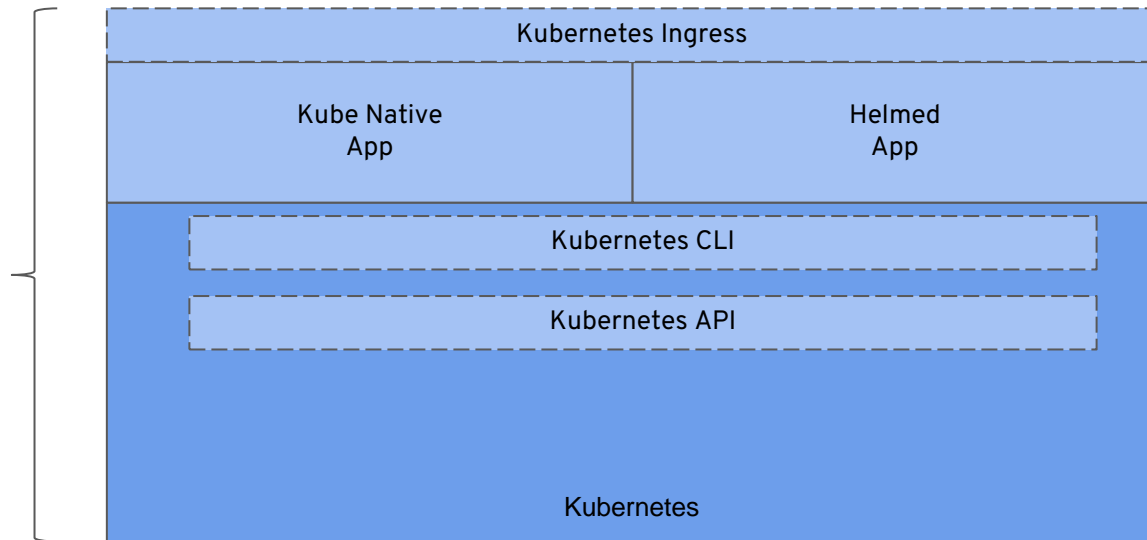 Kubernetes Ingress
Kube Native
App
Helmed
App
Kubernetes CLI
Kubernetes API
Kubernetes